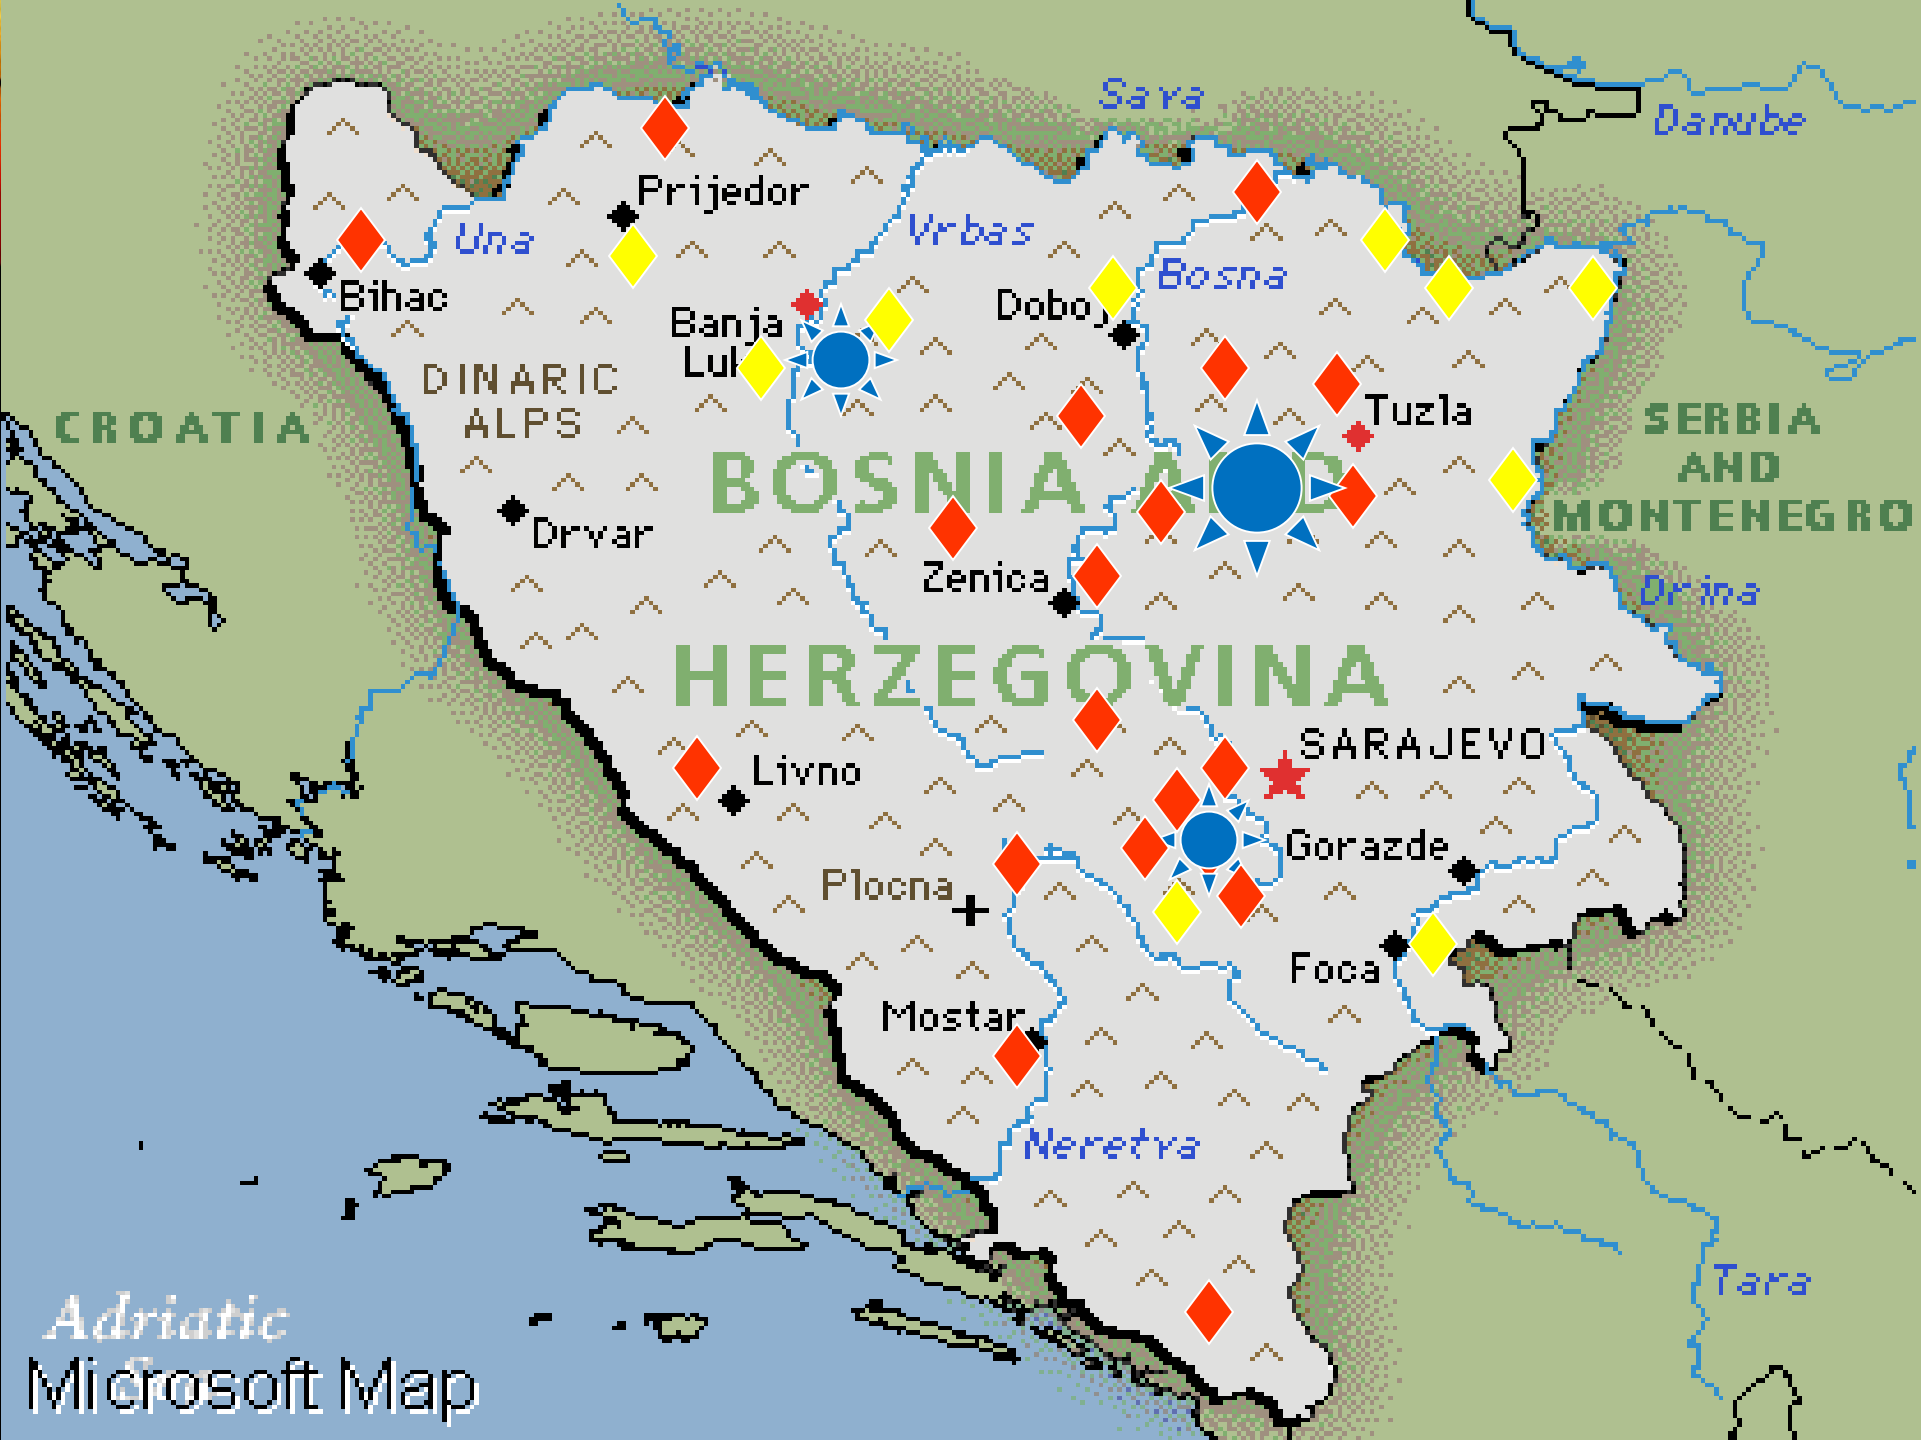 Sava
Danube
Prijedor
Una
Vrbas
Bosna
Bihac
Doboj
Banja
Luk
DINARIC
ALPS
CROATIA
Tuzla
SERBIA
AND
MONTENEGRO
BOSNIA AND
Drvar
Zenica
Drina
HERZEGOVINA
SARAJEVO
Livno
Gorazde
Plocna
Foca
Mostar
Neretva
Tara
Adriatic
Sea
Microsoft Map